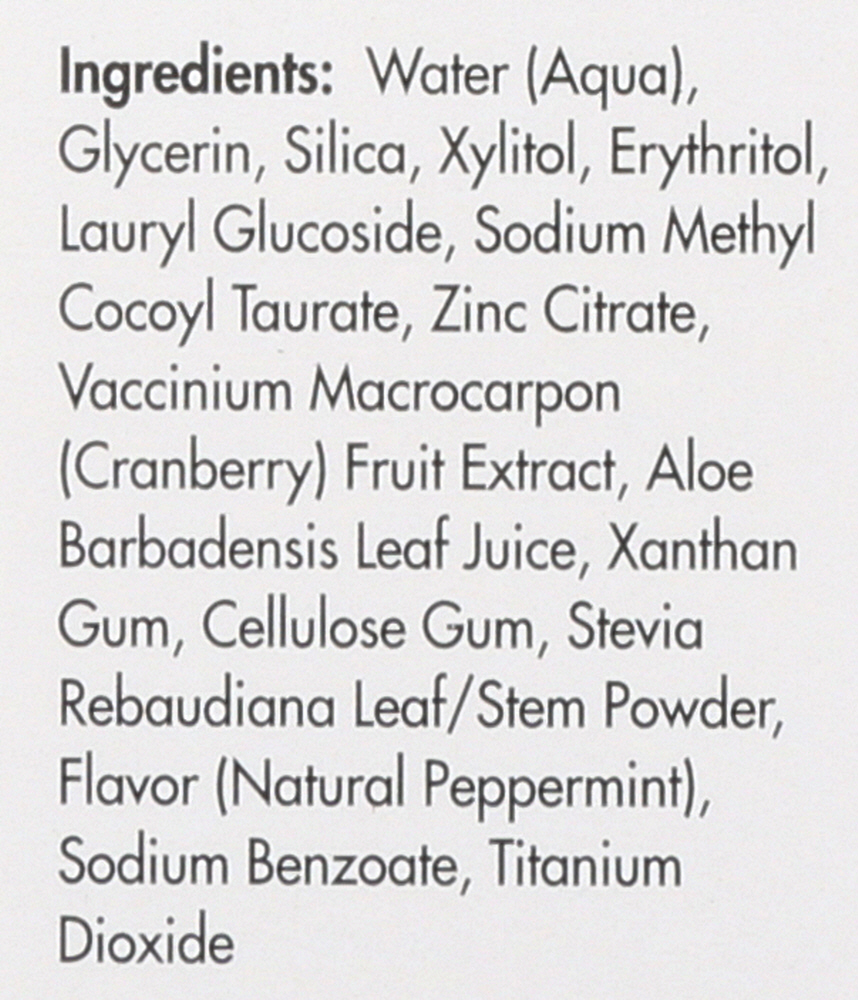 Ingredients: Water (Aqua),
Glycerin, Silica, Xylitol, Erythritol,
Lauryl Glucoside, Sodium Methyl
Cocoyl Taurate, Zinc Citrate,
Vaccinium Macrocarpon
(Cranberry) Fruit Extract, Aloe
Barbadensis Leaf Juice, Xanthan
Gum, Cellulose Gum, Stevia
Rebaudiana Leaf/Stem Powder,
Flavor (Natural Peppermint),
Sodium Benzoate, Titanium
Dioxide